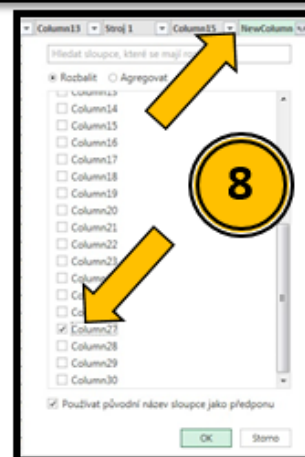 Column13 Stroj 1 Column15 NewColumn
Hledat sloupce, které se mají
Rozbalit Agregovat
Column13
Column14
Column15
Column16
Column17
Column18
Column19
Column20
Column21
Column22
Column23
8
Column27
Column28
Column29
Column30
Používat původní název sloupce jako předponu
OK Storno